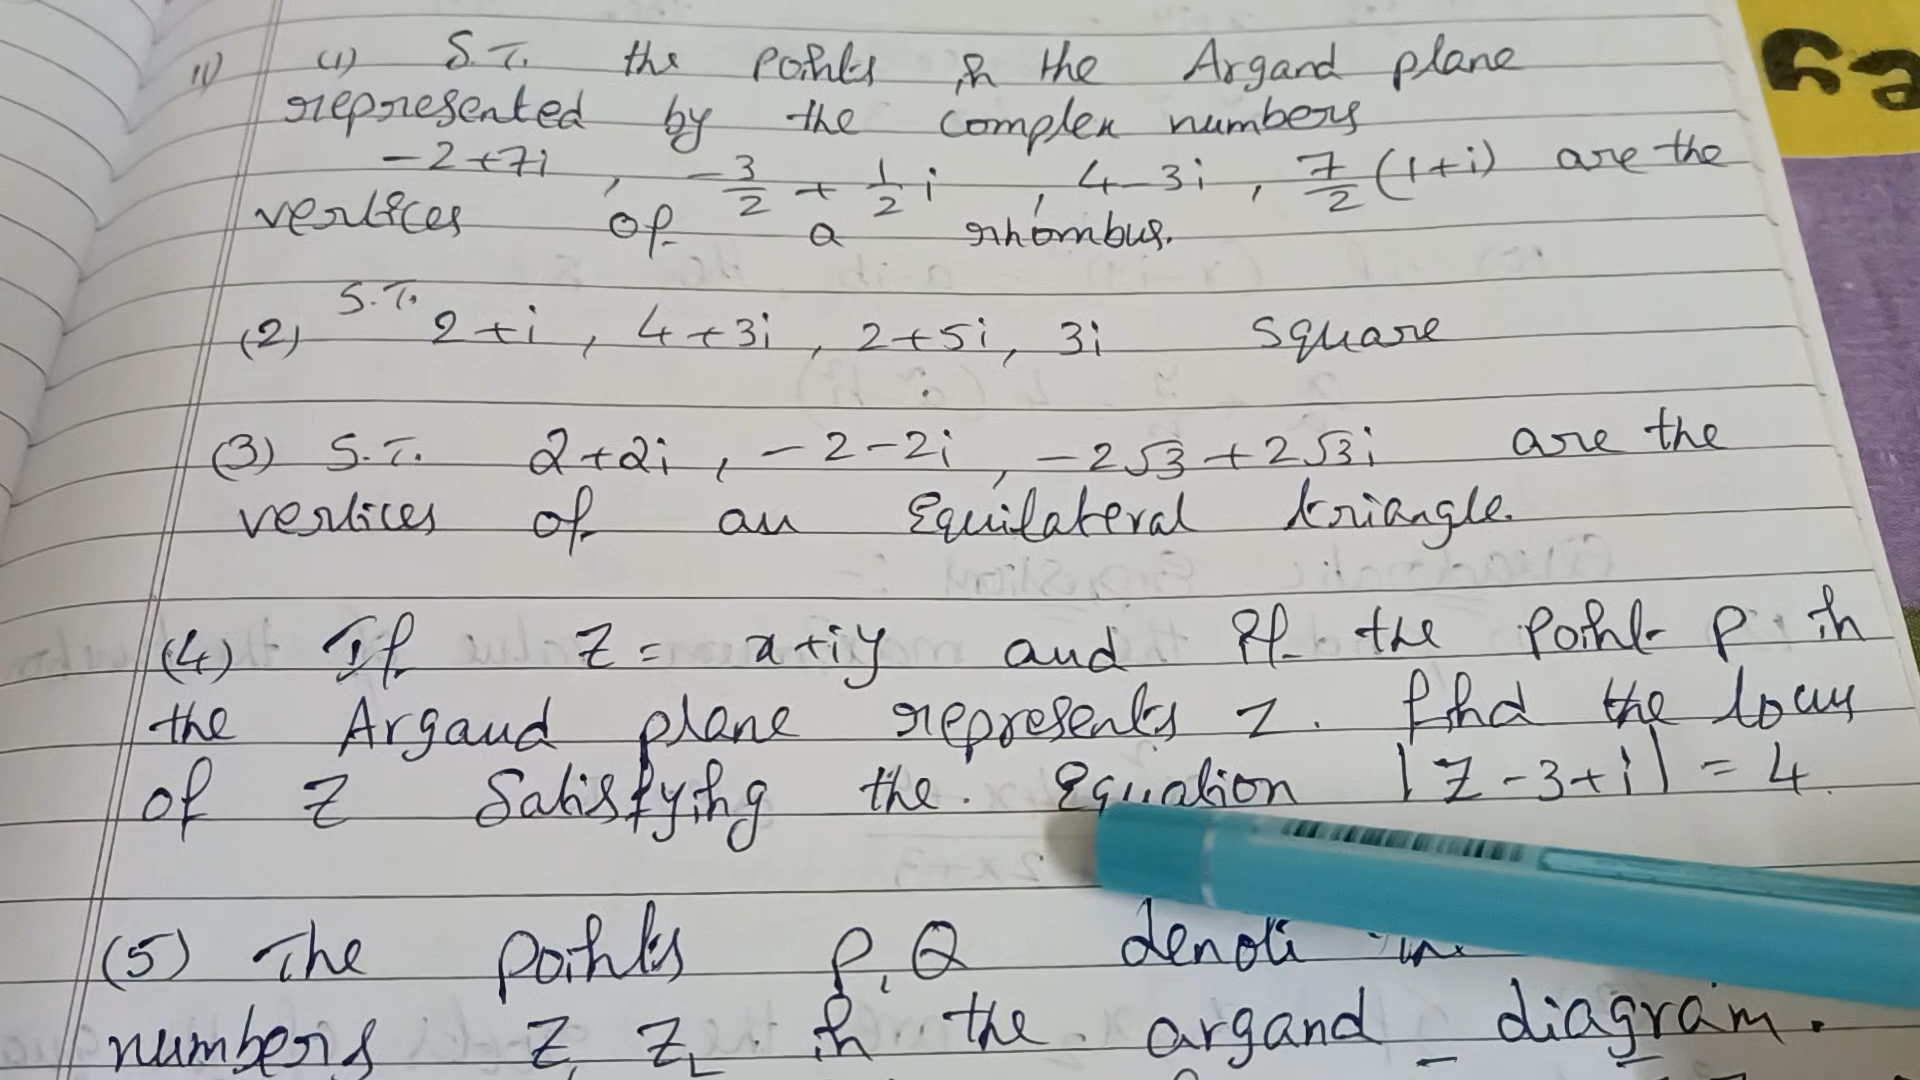 11) (1) S.T. the points in the Argand plane
represented by the complex numbers
-2+7i, -3/2 + 1/2 i, 4-3i, 7/2 (1+i) are the
vertices of a rhombus.
(2) S.T. 2+i, 4+3i, 2+5i, 3i square
(3) S.T. 2+2i, -2-2i, -2√3+2√3i are the
vertices of an Equilateral triangle.
(4) If z = x+iy and if the point P in
the Argand plane represents z. find the locus
of z Satisfying the. Equation |z-3+i| = 4.
(5) The points P, Q denote
numbers z₁ z₂ in the argand diagram.